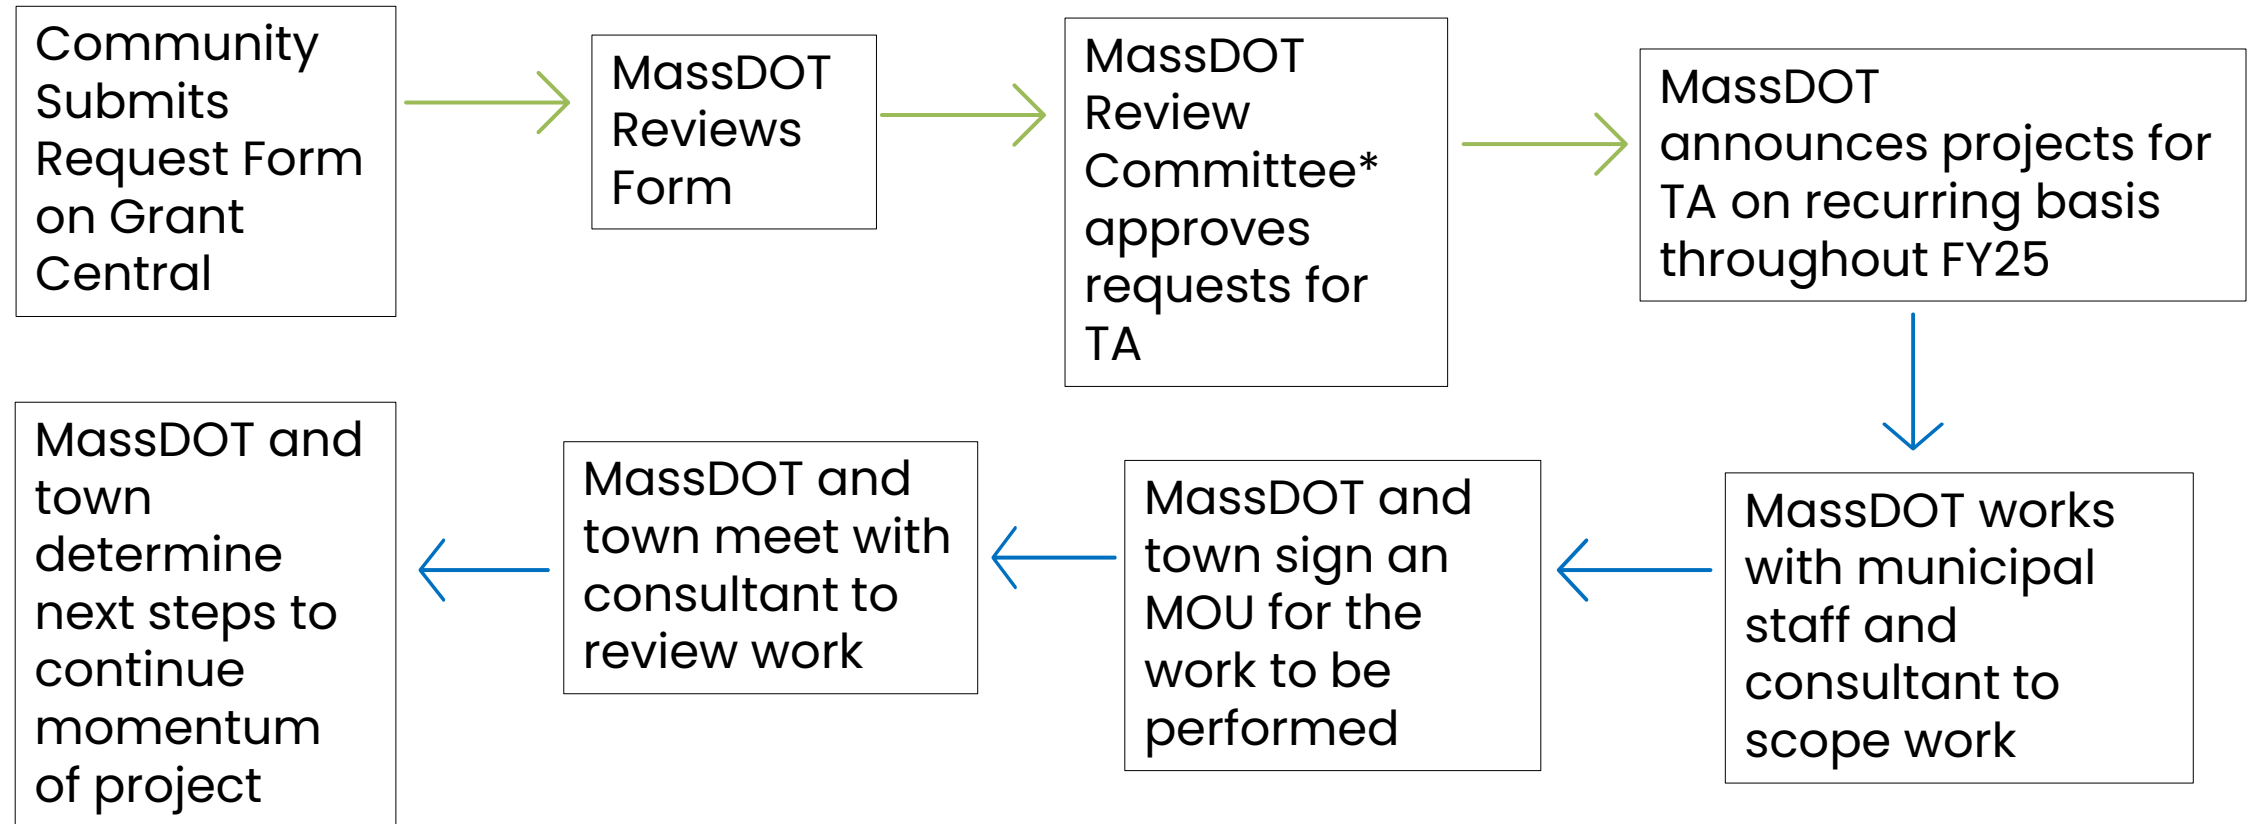 Community
Submits
Request Form
on Grant
Central
MassDOT
Reviews
Form
MassDOT
Review
Committee*
approves
requests for
TA
MassDOT
announces projects for
TA on recurring basis
throughout FY25
MassDOT works
with municipal
staff and
consultant to
scope work
MassDOT and
town sign an
MOU for the
work to be
performed
MassDOT and
town meet with
consultant to
review work
MassDOT and
town
determine
next steps to
continue
momentum
of project